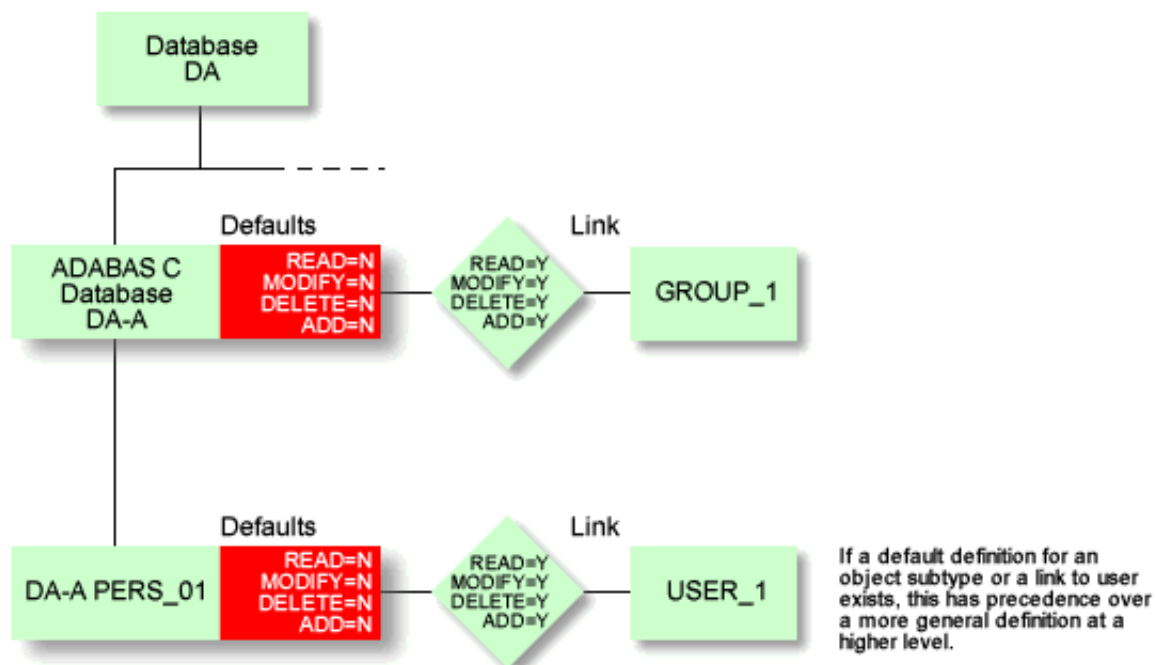 Database
DA
Defaults
Link
ADABAS C
Database
DA-A
READ=N
MODIFY=N
DELETE=N
ADD=N
READ=Y
MODIFY=Y
DELETE=Y
ADD=Y
GROUP_1
Defaults
Link
DA-A PERS_01
READ=N
MODIFY=N
DELETE=N
ADD=N
READ=Y
MODIFY=Y
DELETE=Y
ADD=Y
USER_1
If a default definition for an
object subtype or a link to user
exists, this has precedence over
a more general definition at a
higher level.